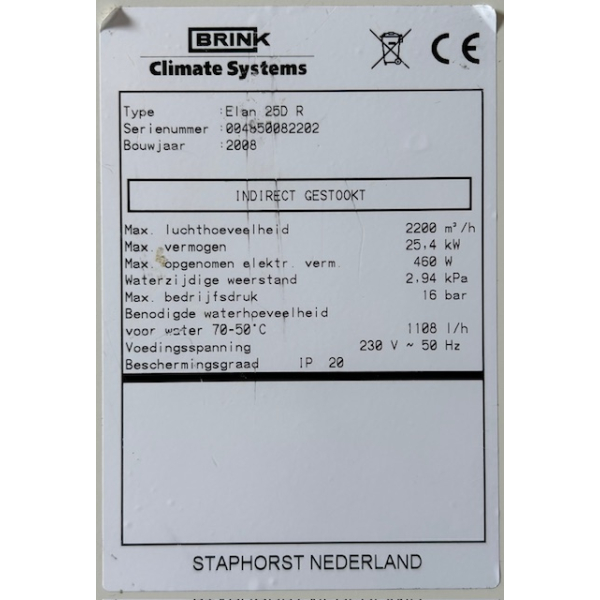 BRINK
Climate Systems
CE
Type : Elan 25D R
Serienummer : 004850082202
Bouwjaar : 2008
INDIRECT GESTOOKT
Max. luchthoeveelheid 2200 m³/h
Max. vermogen 25,4 kW
Max. opgenomen elektr. verm. 460 W
Waterzijdige weerstand 2,94 kPa
Max. bedrijfsdruk 16 bar
Benodigde waterhoeveelheid
voor water 70-50°C 1108 l/h
Voedingsspanning 230 V ~ 50 Hz
Beschermingsgraad IP 20
STAPHORST NEDERLAND